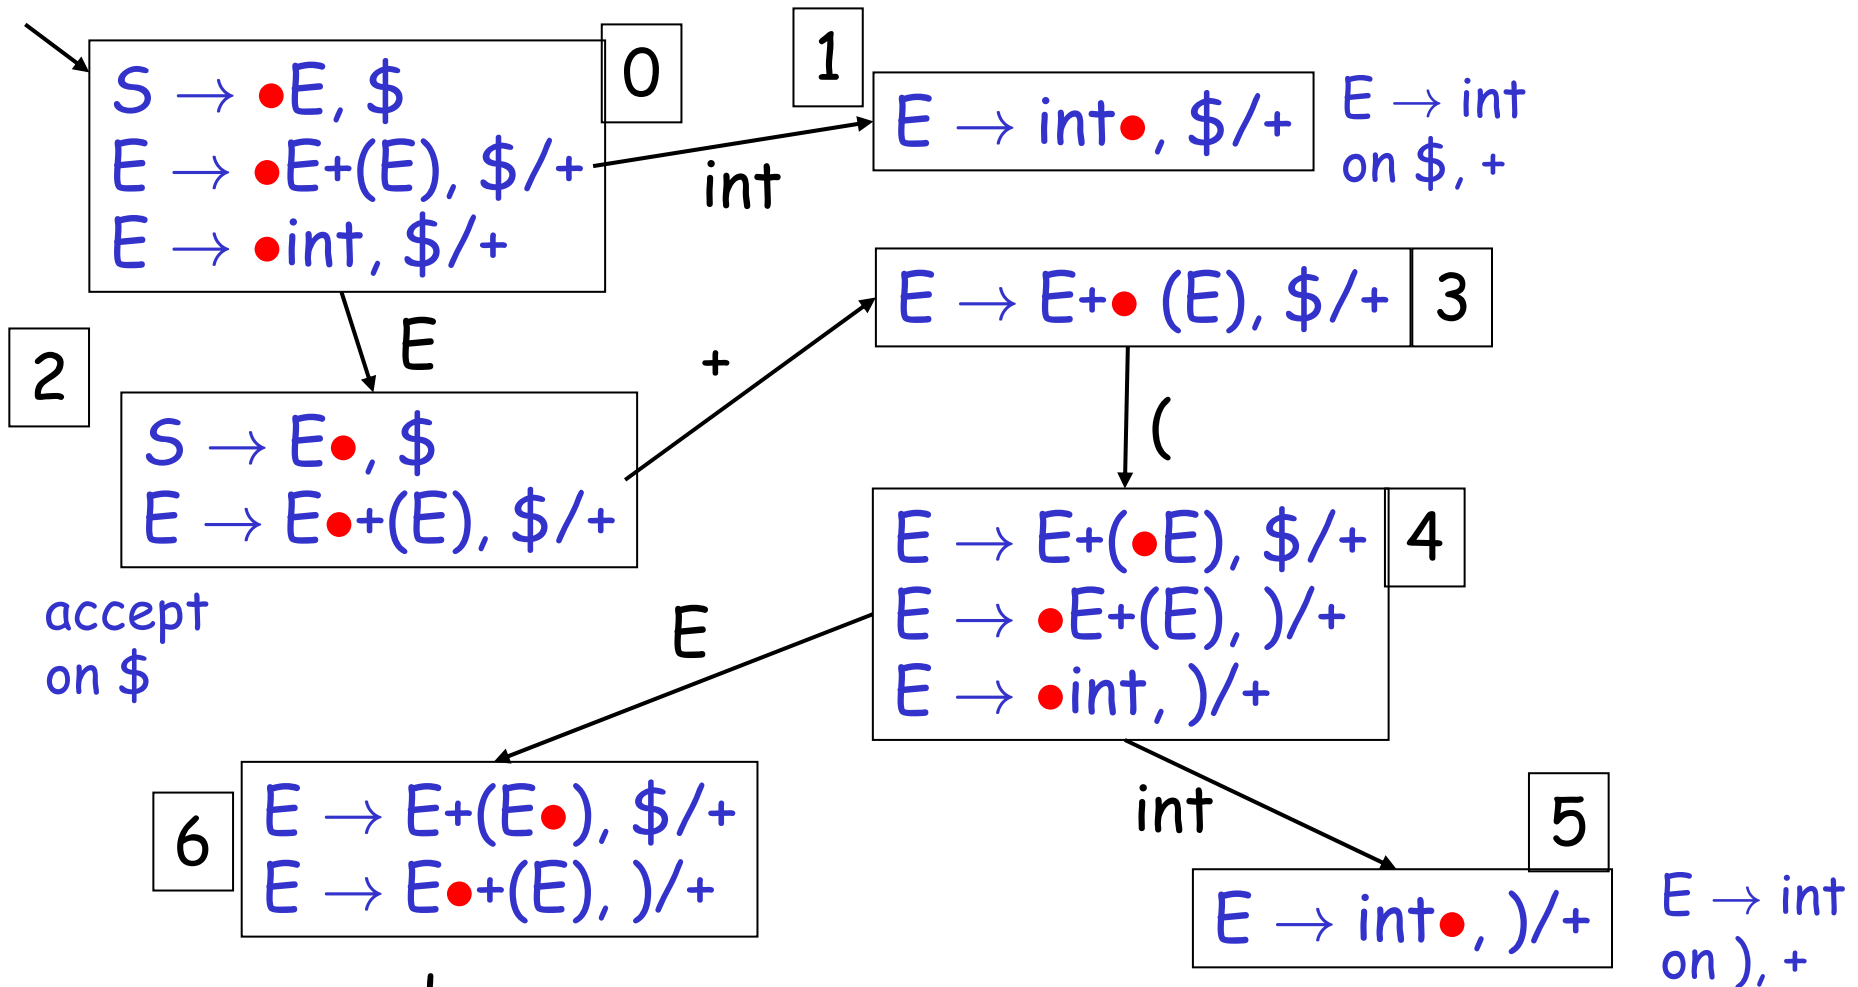 0
S → •E, $
E → •E+(E), $/+
E → •int, $/+
int
1
E → int•, $/+
E → int
on $, +
E
2
S → E•, $
E → E•+(E), $/+
accept
on $
+
3
E → E+• (E), $/+
(
4
E → E+(•E), $/+
E → •E+(E), )/+
E → •int, )/+
E
int
6
E → E+(E•), $/+
E → E•+(E), )/+
5
E → int•, )/+
E → int
on ), +